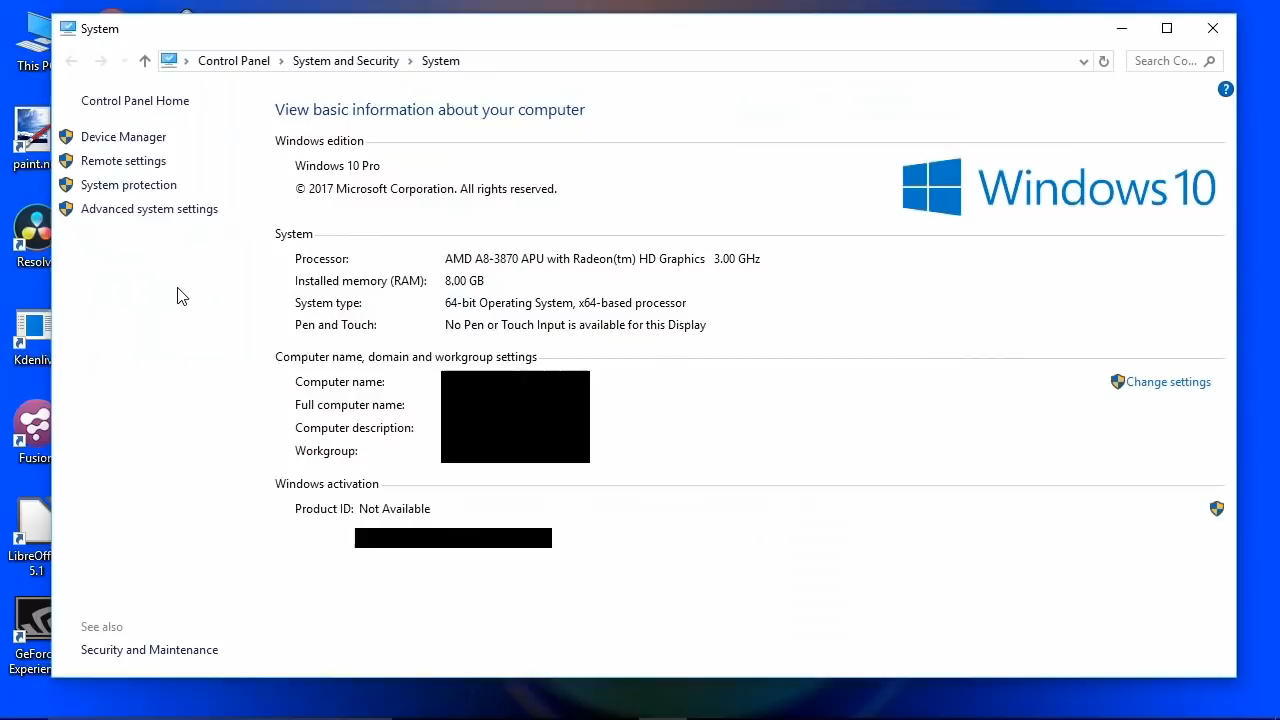 System
Control Panel > System and Security > System
Search Co...
Control Panel Home
Device Manager
Remote settings
System protection
Advanced system settings
View basic information about your computer
Windows edition
Windows 10 Pro
© 2017 Microsoft Corporation. All rights reserved.
Windows 10
System
Processor: AMD A8-3870 APU with Radeon(tm) HD Graphics 3.00 GHz
Installed memory (RAM): 8.00 GB
System type: 64-bit Operating System, x64-based processor
Pen and Touch: No Pen or Touch Input is available for this Display
Computer name, domain and workgroup settings
Computer name:
Change settings
Full computer name:
Computer description:
Workgroup:
Windows activation
Product ID: Not Available
See also
Security and Maintenance
This P
paint.n
Resolv
Kdenliv
Fusion
LibreOff
5.1
GeForc
Experien